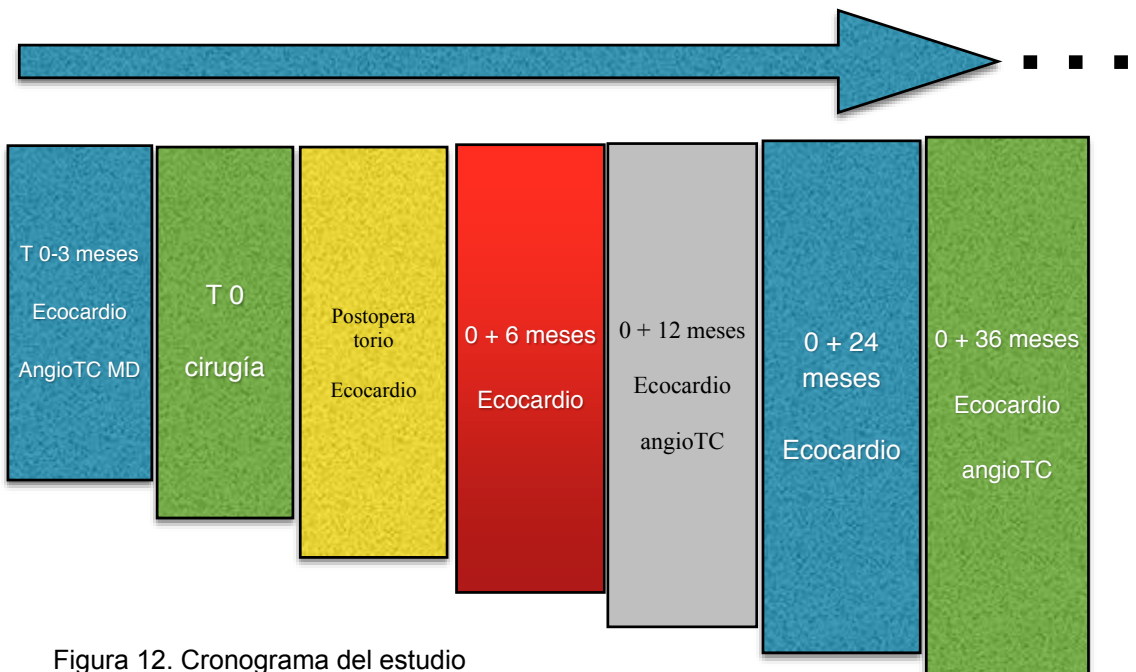 T 0-3 meses
Ecocardio
AngioTC MD
T 0
cirugía
Postopera
torio
Ecocardio
0 + 6 meses
Ecocardio
0 + 12 meses
Ecocardio
angioTC
0 + 24
meses
Ecocardio
0 + 36 meses
Ecocardio
angioTC
Figura 12. Cronograma del estudio